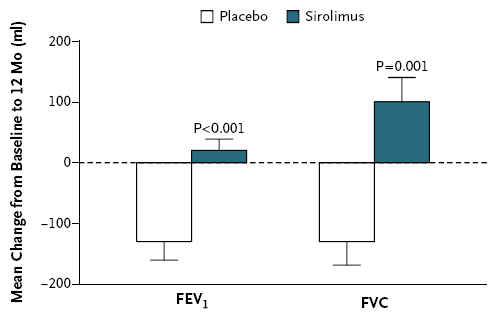 Placebo Sirolimus
Mean Change from Baseline to 12 Mo (ml)
200
100
0
−100
−200
P<0.001
P=0.001
FEV₁
FVC